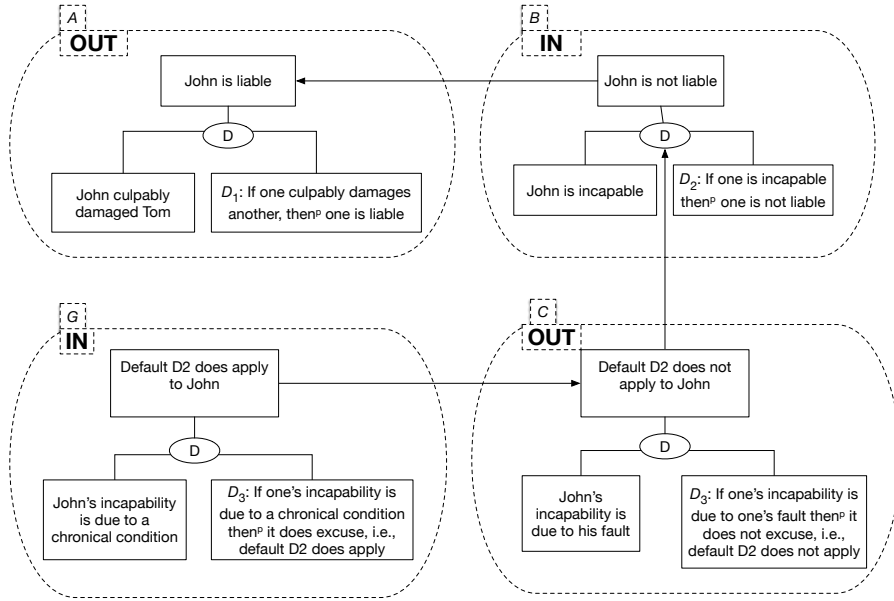 A
OUT
John is liable
D
John culpably
damaged Tom
D1: If one culpably damages
another, thenᵖ one is liable
B
IN
John is not liable
D
John is incapable
D2: If one is incapable
thenᵖ one is not liable
G
IN
Default D2 does apply
to John
D
John's incapability
is due to a
chronical condition
D3: If one's incapability is
due to a chronical condition
thenᵖ it does excuse, i.e.,
default D2 does apply
C
OUT
Default D2 does not
apply to John
D
John's
incapability is
due to his fault
D3: If one's incapability is
due to one's fault thenᵖ it
does not excuse, i.e.,
default D2 does not apply